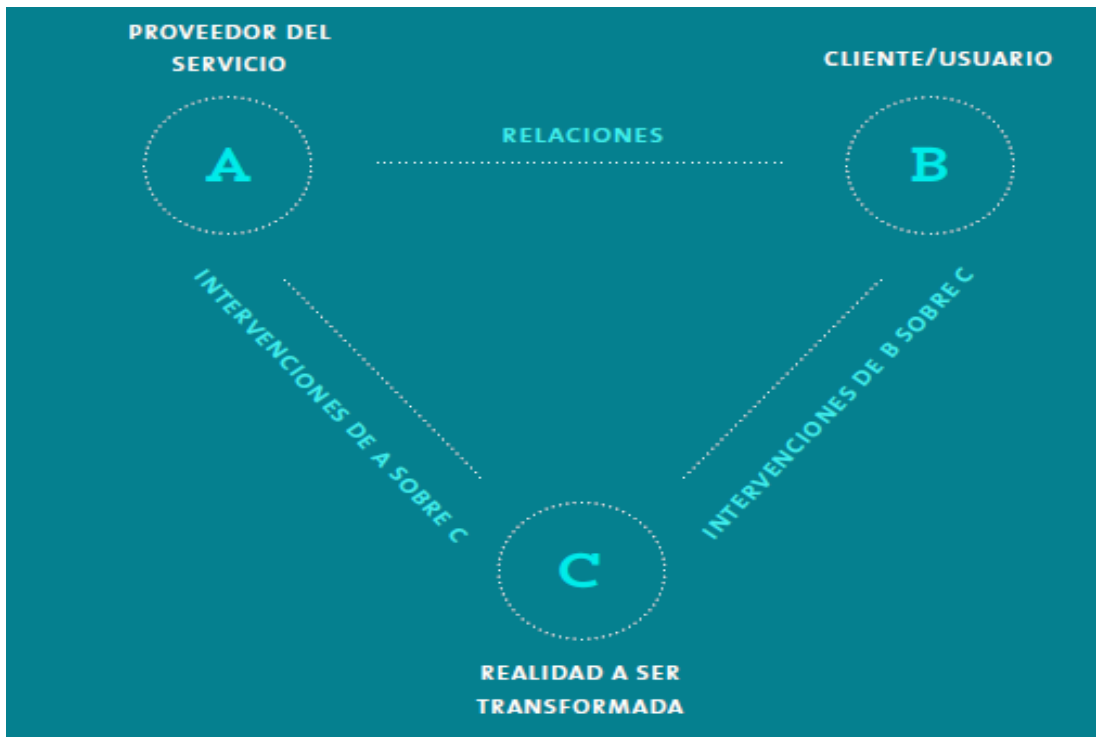 PROVEEDOR DEL
SERVICIO
CLIENTE/USUARIO
A
RELACIONES
B
INTERVENCIONES DE A SOBRE C
INTERVENCIONES DE B SOBRE C
C
REALIDAD A SER
TRANSFORMADA